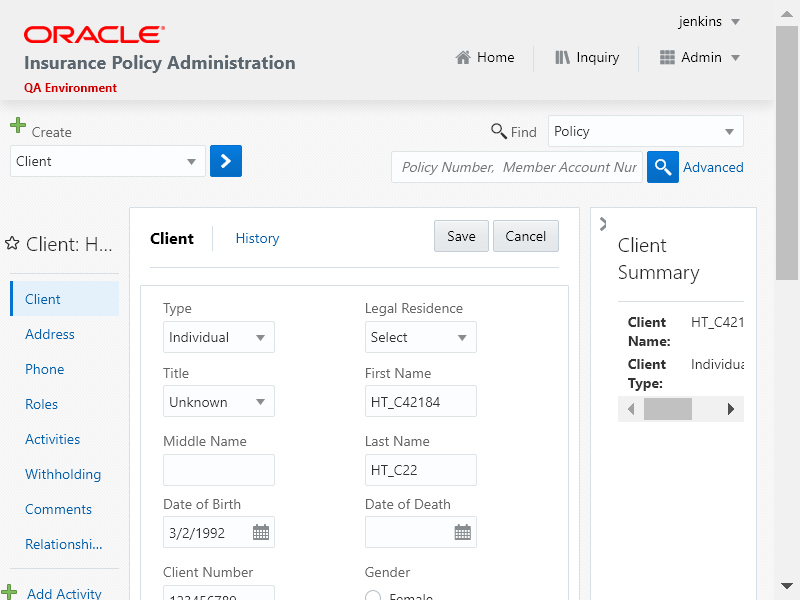 jenkins
ORACLE
Insurance Policy Administration
QA Environment
Home
Inquiry
Admin
Create
Find
Policy
Client
Policy Number, Member Account Nur
Advanced
Client: H...
Client
Address
Phone
Roles
Activities
Withholding
Comments
Relationshi...
Add Activity
Client
History
Save
Cancel
Type
Legal Residence
Individual
Select
Title
First Name
Unknown
HT_C42184
Middle Name
Last Name
HT_C22
Date of Birth
Date of Death
3/2/1992
Client Number
Gender
123456789
Female
Client
Summary
Client
Name:
HT_C421
Client
Type:
Individua